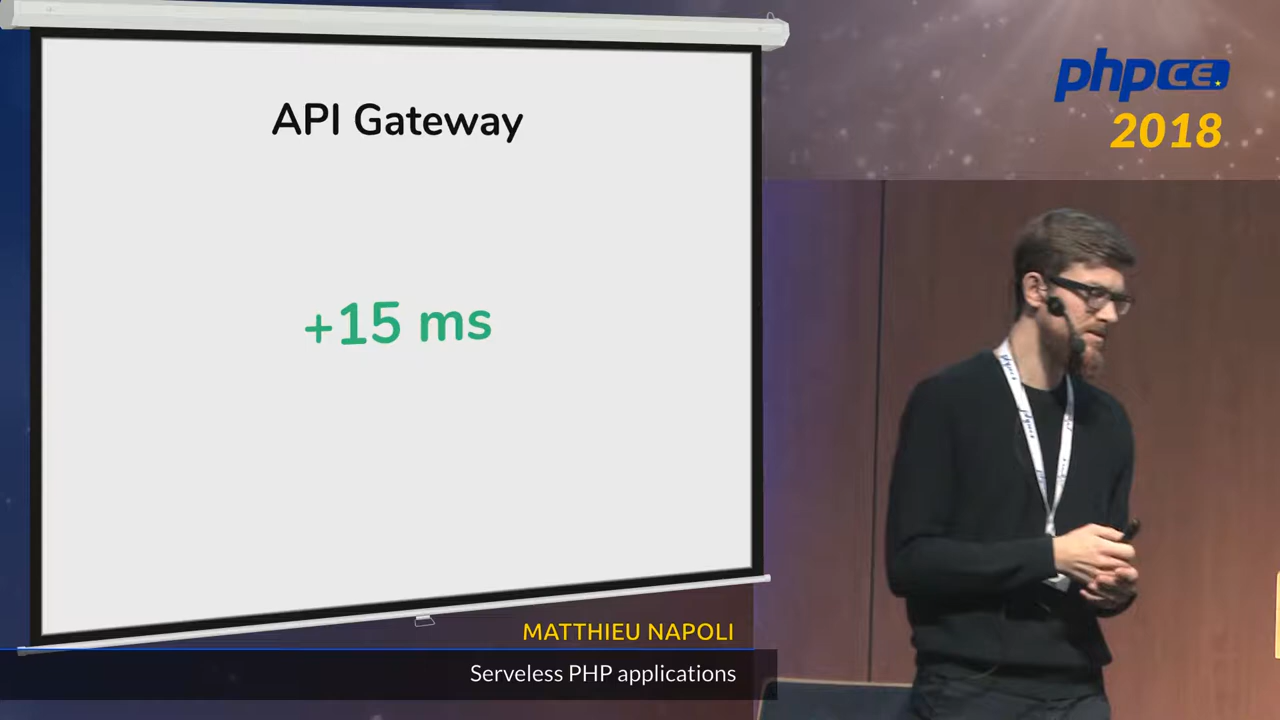 API Gateway
+15 ms
phpCE.
2018
MATTHIEU NAPOLI
Serveless PHP applications